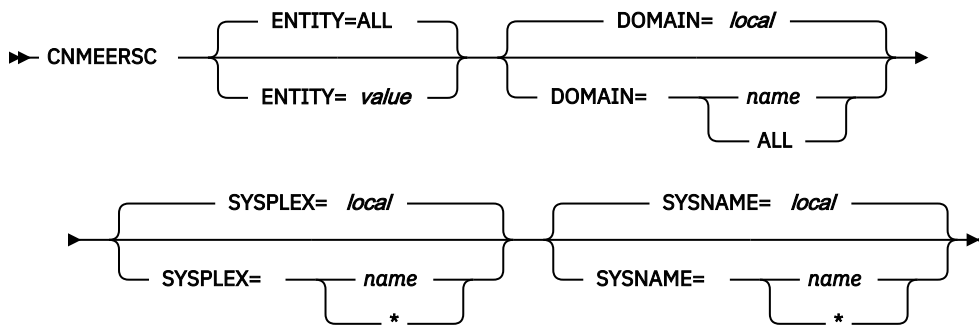 ENTITY=ALL
DOMAIN= local
CNMEERSC
ENTITY= value
DOMAIN= name
ALL
SYSPLEX= local
SYSNAME= local
SYSPLEX= name
*
SYSNAME= name
*